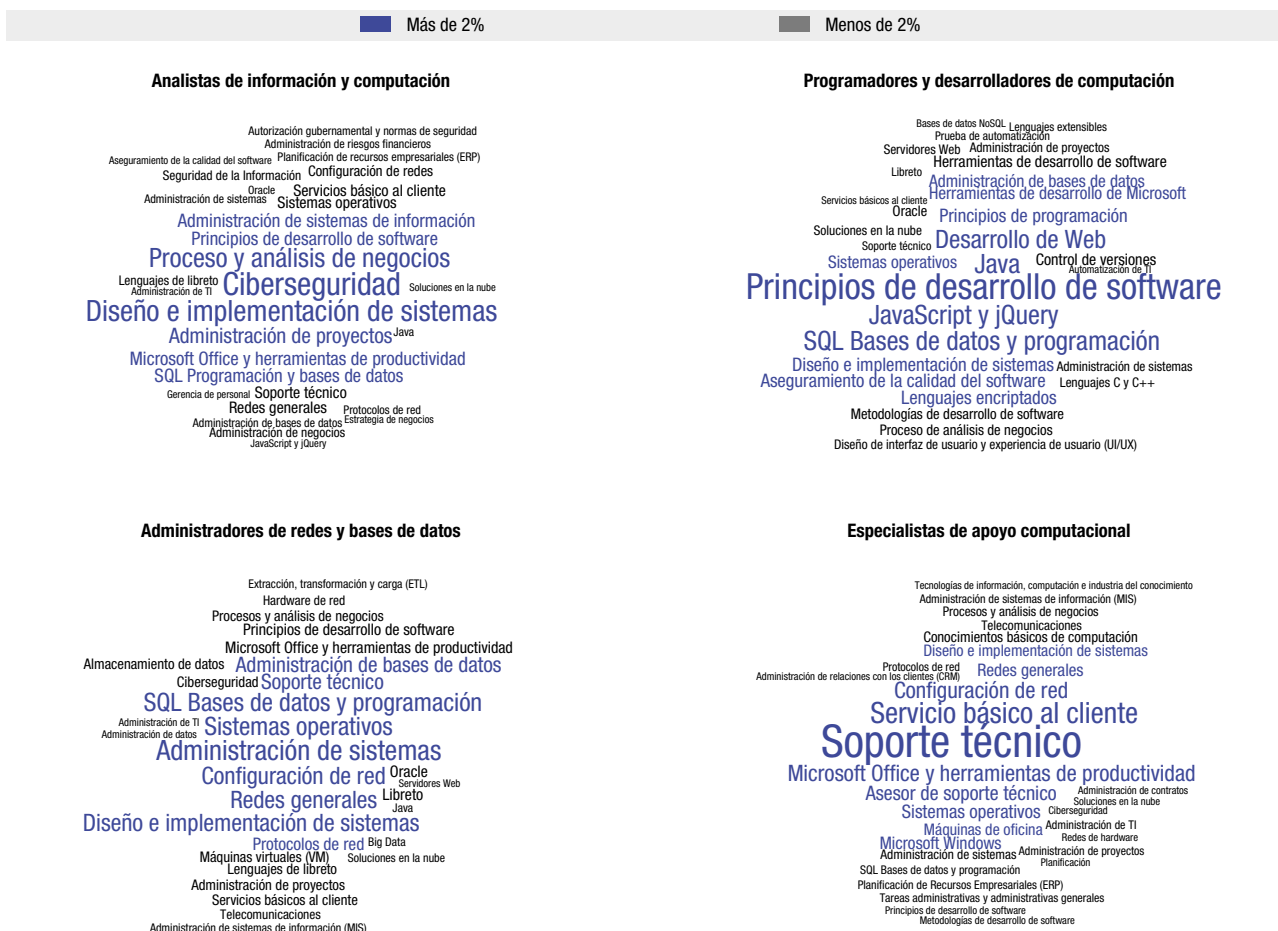 Más de 2%
Menos de 2%
Analistas de información y computación
Autorización gubernamental y normas de seguridad
Administración de riesgos financieros
Aseguramiento de la calidad del software Planificación de recursos empresariales (ERP)
Seguridad de la Información Configuración de redes
Oracle Servicios básico al cliente
Administración de sistemas Sistemas operativos
Administración de sistemas de información
Principios de desarrollo de software
Proceso y análisis de negocios
Lenguajes de libreto Ciberseguridad Soluciones en la nube
Administración de TI
Diseño e implementación de sistemas
Administración de proyectos Java
Microsoft Office y herramientas de productividad
SQL Programación y bases de datos
Gerencia de personal Soporte técnico
Redes generales Protocolos de red
Administración de bases de datos Estrategia de negocios
Administración de negocios
JavaScript y jQuery
Programadores y desarrolladores de computación
Bases de datos NoSQL Lenguajes extensibles
Prueba de automatización
Servidores Web Administración de proyectos
Herramientas de desarrollo de software
Libreto
Administración de bases de datos
Herramientas de desarrollo de Microsoft
Servicios básicos al cliente
Oracle Principios de programación
Soluciones en la nube
Soporte técnico Desarrollo de Web
Sistemas operativos Java Control de versiones
Automatización de TI
Principios de desarrollo de software
JavaScript y jQuery
SQL Bases de datos y programación
Diseño e implementación de sistemas Administración de sistemas
Aseguramiento de la calidad del software Lenguajes C y C++
Lenguajes encriptados
Metodologías de desarrollo de software
Proceso de análisis de negocios
Diseño de interfaz de usuario y experiencia de usuario (UI/UX)
Administradores de redes y bases de datos
Extracción, transformación y carga (ETL)
Hardware de red
Procesos y análisis de negocios
Principios de desarrollo de software
Microsoft Office y herramientas de productividad
Almacenamiento de datos Administración de bases de datos
Ciberseguridad Soporte técnico
SQL Bases de datos y programación
Administración de TI Sistemas operativos
Administración de datos
Administración de sistemas
Configuración de red Oracle
Servidores Web
Redes generales Libreto
Java
Diseño e implementación de sistemas
Protocolos de red Big Data
Máquinas virtuales (VM) Soluciones en la nube
Lenguajes de libreto
Administración de proyectos
Servicios básicos al cliente
Telecomunicaciones
Administración de sistemas de información (MIS)
Especialistas de apoyo computacional
Tecnologías de información, computación e industria del conocimiento
Administración de sistemas de información (MIS)
Procesos y análisis de negocios
Telecomunicaciones
Conocimientos básicos de computación
Diseño e implementación de sistemas
Protocolos de red Redes generales
Administración de relaciones con los clientes (CRM)
Configuración de red
Servicio básico al cliente
Soporte técnico
Microsoft Office y herramientas de productividad
Asesor de soporte técnico Administración de contratos
Soluciones en la nube
Sistemas operativos Ciberseguridad
Máquinas de oficina Administración de TI
Redes de hardware
Microsoft Windows
Administración de sistemas Administración de proyectos
Planificación
SQL Bases de datos y programación
Planificación de Recursos Empresariales (ERP)
Tareas administrativas y administrativas generales
Principios de desarrollo de software
Metodologías de desarrollo de software